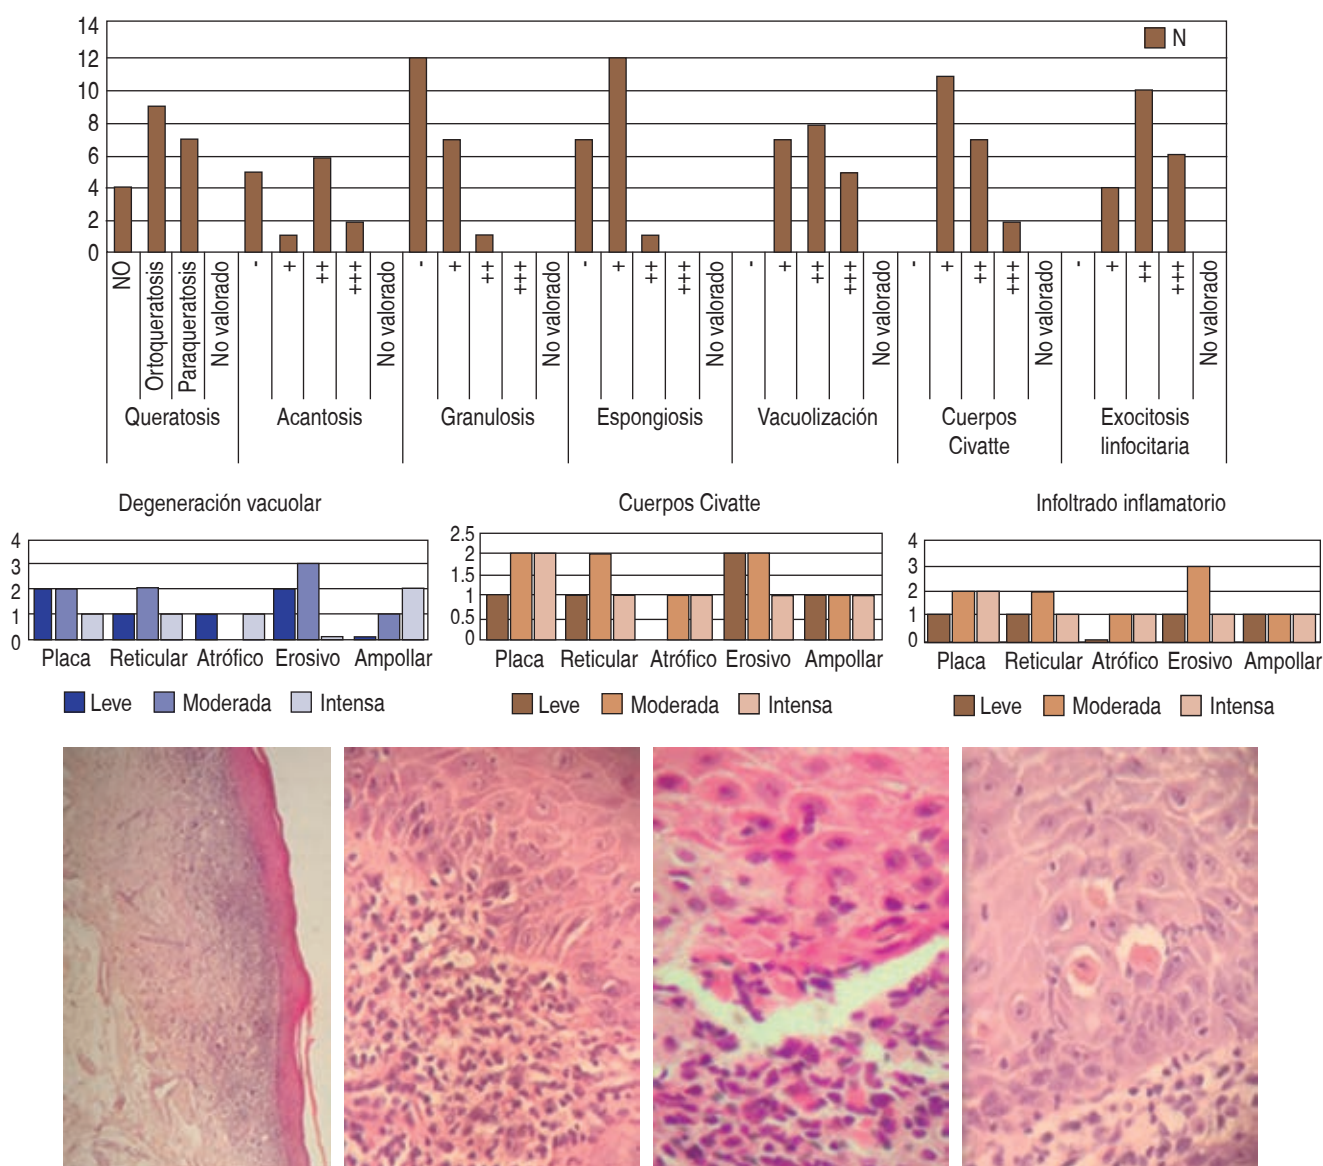 14
N
12
10
8
6
4
2
0
NO
Ortoqueratosis
Paraqueratosis
No valorado
-
+
++
+++
No valorado
-
+
++
+++
No valorado
-
+
++
+++
No valorado
-
+
++
+++
No valorado
-
+
++
+++
No valorado
-
+
++
+++
No valorado
Queratosis
Acantosis
Granulosis
Espongiosis
Vacuolización
Cuerpos
Civatte
Exocitosis
linfocitaria
Degeneración vacuolar
4
3
2
1
0
Placa Reticular Atrófico Erosivo Ampollar
Leve Moderada Intensa
Cuerpos Civatte
2.5
2
1.5
1
0.5
0
Placa Reticular Atrófico Erosivo Ampollar
Leve Moderada Intensa
Infoltrado inflamatorio
4
3
2
1
0
Placa Reticular Atrófico Erosivo Ampollar
Leve Moderada Intensa